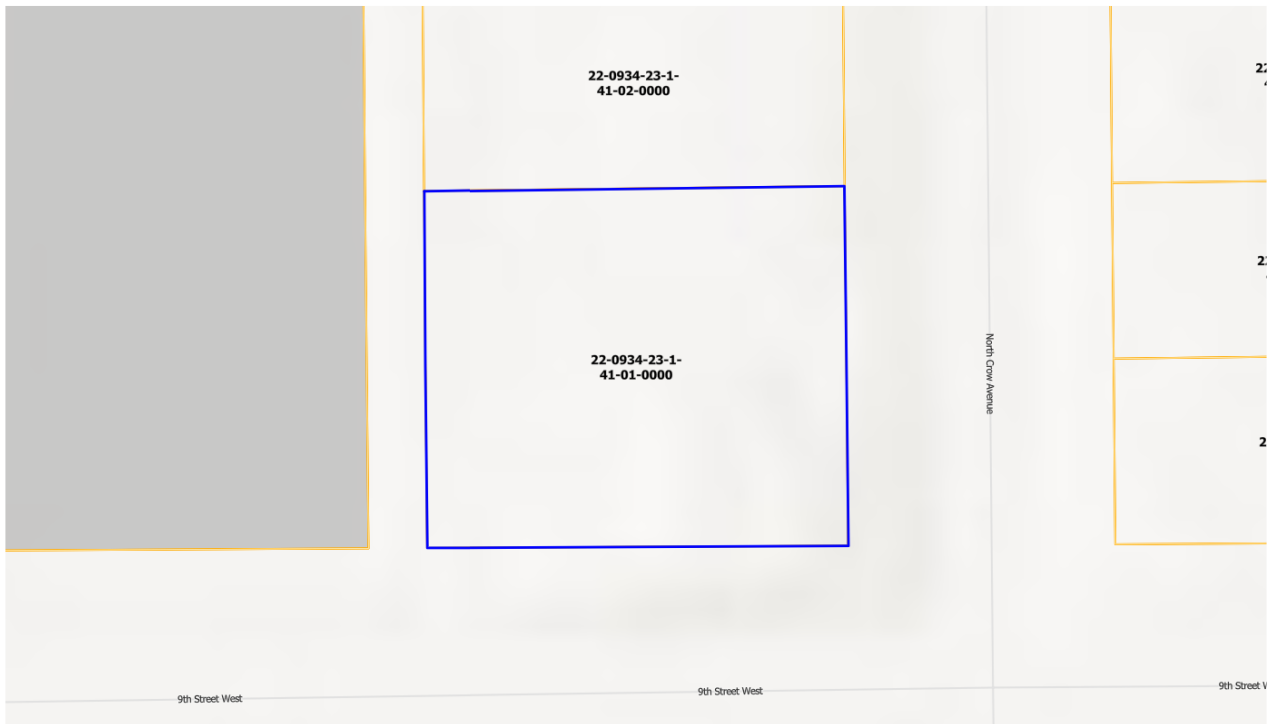 22-0934-23-1-
41-02-0000
22-0934-23-1-
41-01-0000
North Crow Avenue
9th Street West
9th Street West
9th Street